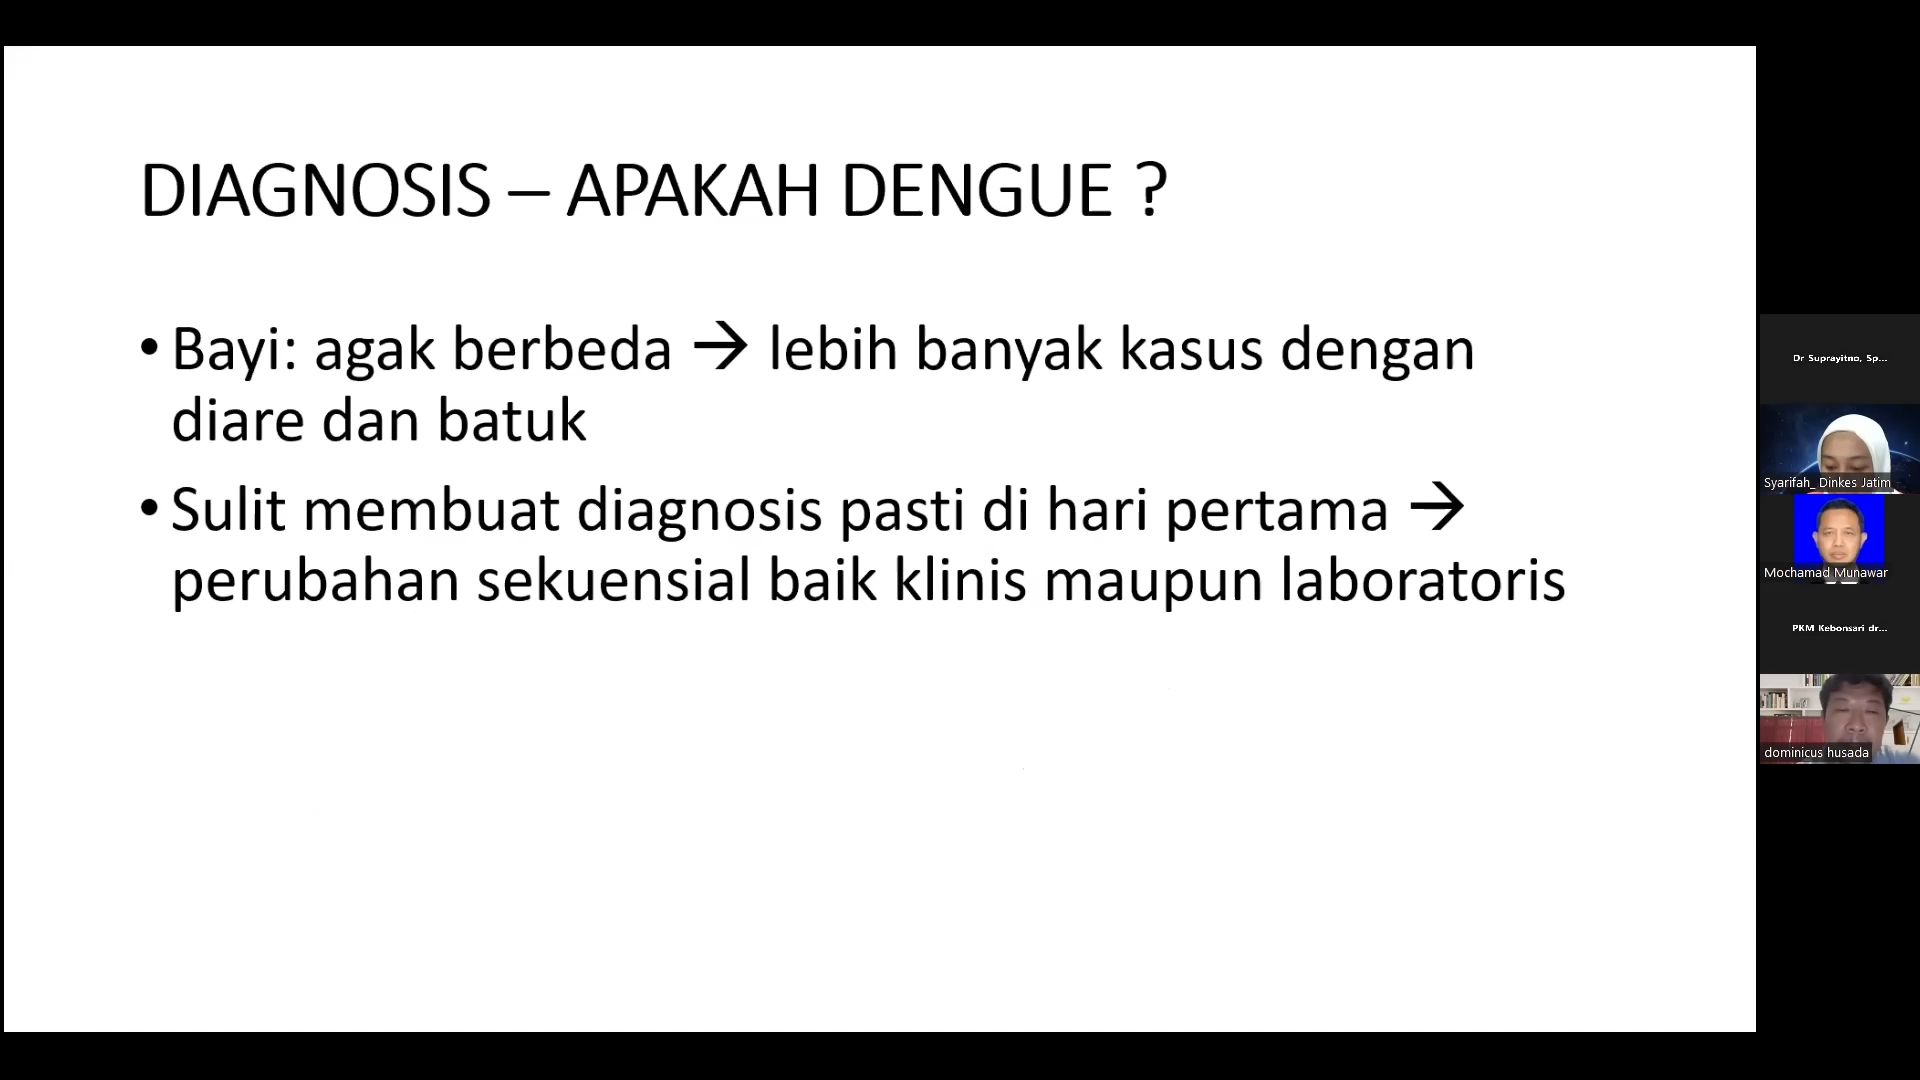 DIAGNOSIS – APAKAH DENGUE ?
• Bayi: agak berbeda → lebih banyak kasus dengan
diare dan batuk
• Sulit membuat diagnosis pasti di hari pertama →
perubahan sekuensial baik klinis maupun laboratoris
Dr Suprayitno, Sp...
Syarifah_ Dinkes Jatim
Mochamad Munawar
PKM Kebonsari dr...
dominicus husada